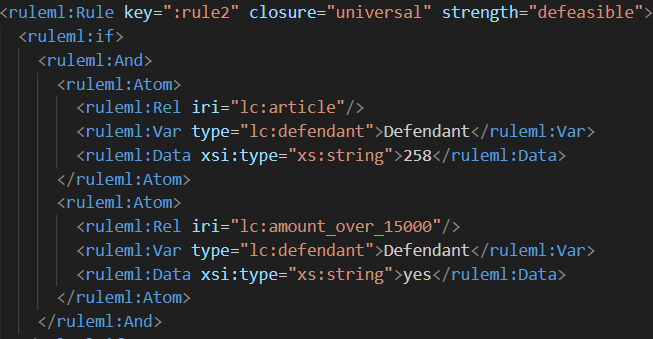 <ruleml:Rule key=":rule2" closure="universal" strength="defeasible">
<ruleml:if>
<ruleml:And>
<ruleml:Atom>
<ruleml:Rel iri="lc:article"/>
<ruleml:Var type="lc:defendant">Defendant</ruleml:Var>
<ruleml:Data xsi:type="xs:string">258</ruleml:Data>
</ruleml:Atom>
<ruleml:Atom>
<ruleml:Rel iri="lc:amount_over_15000"/>
<ruleml:Var type="lc:defendant">Defendant</ruleml:Var>
<ruleml:Data xsi:type="xs:string">yes</ruleml:Data>
</ruleml:Atom>
</ruleml:And>